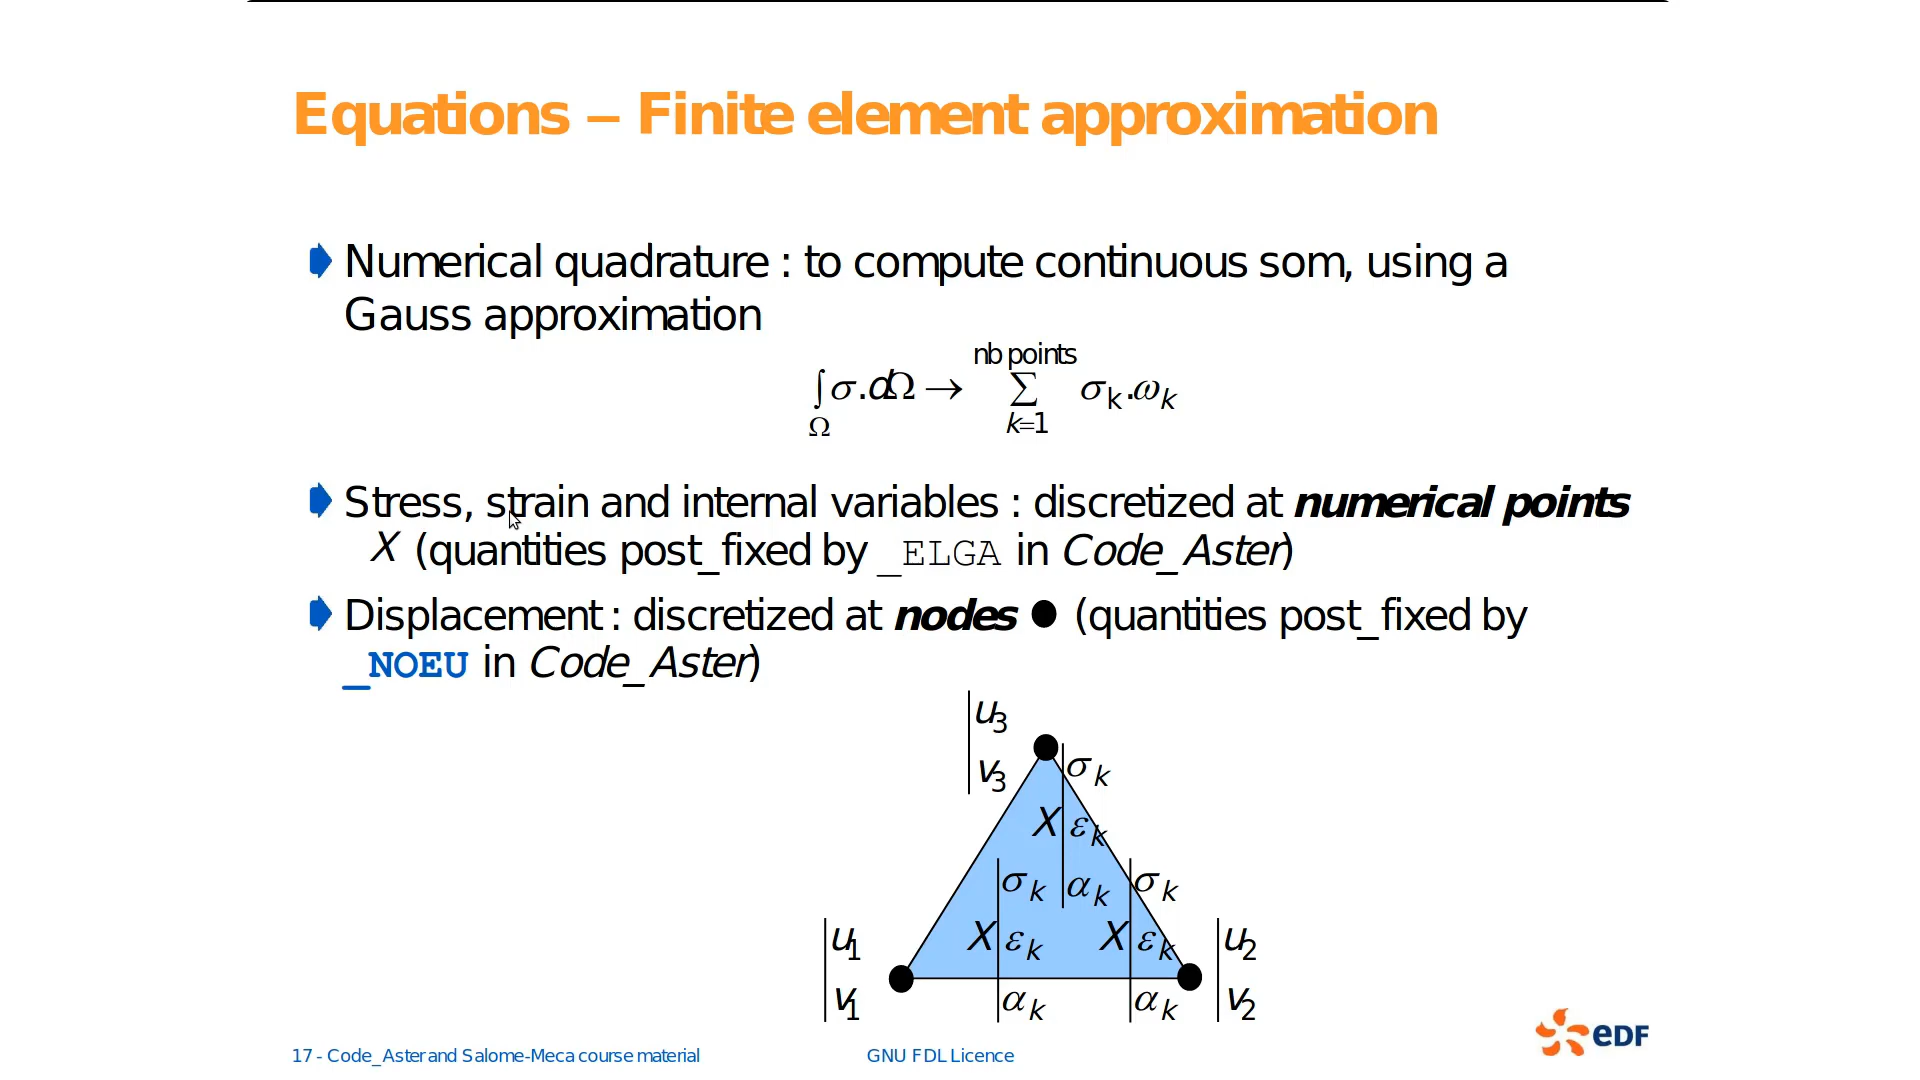 Equations – Finite element approximation
Numerical quadrature : to compute continuous som, using a
Gauss approximation
∫_Ω σ.dΩ → ∑_{k=1}^{nb points} σ_k.ω_k
Stress, strain and internal variables : discretized at numerical points
X (quantities post_fixed by _ELGA in Code_Aster)
Displacement : discretized at nodes ● (quantities post_fixed by
_NOEU in Code_Aster)
u3
v3
σk
X εk
αk
σk
X εk
αk
σk
X εk
αk
u1
v1
u2
v2
17 - Code_Aster and Salome-Meca course material
GNU FDL Licence
eDF